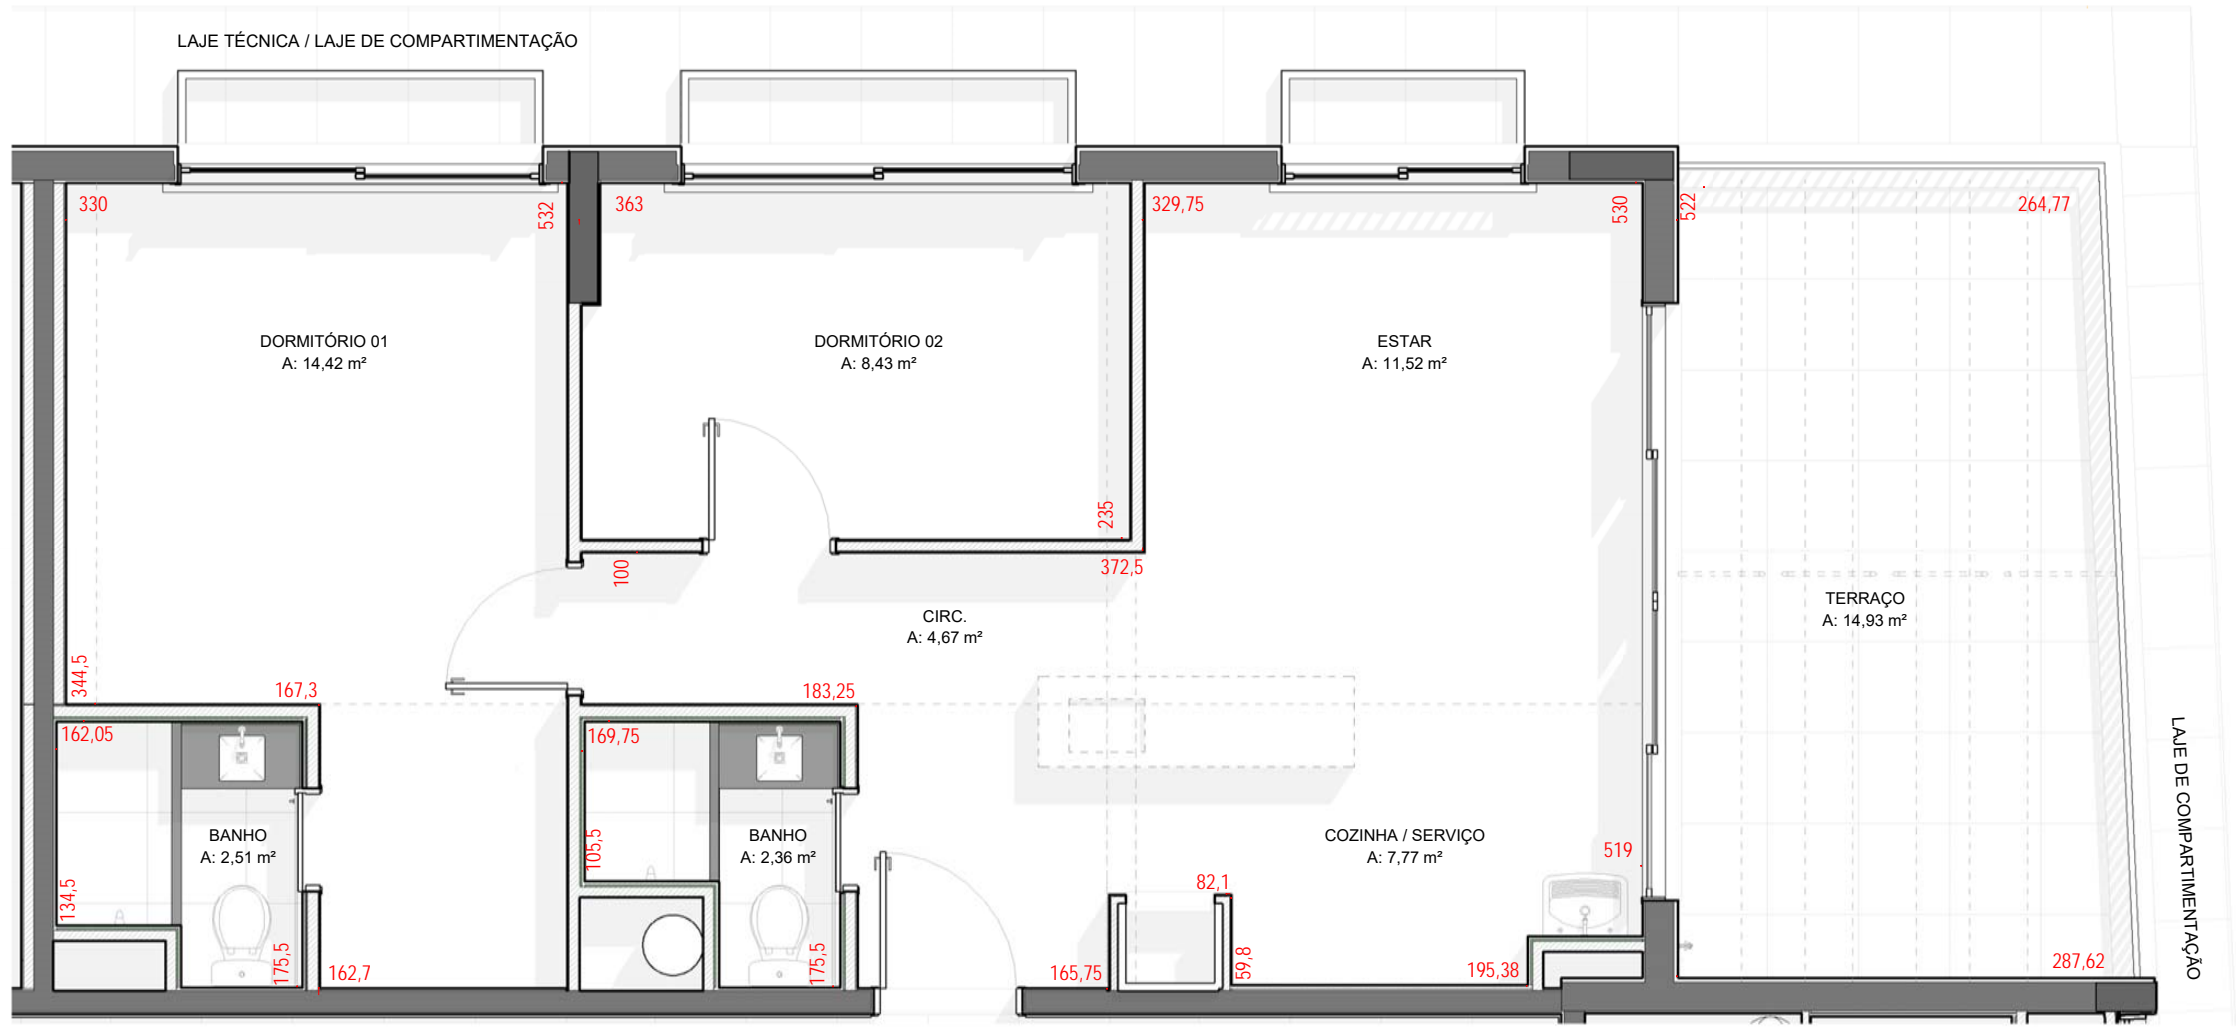 LAJE TÉCNICA / LAJE DE COMPARTIMENTAÇÃO
330
532
363
329,75
530
522
264,77
DORMITÓRIO 01
A: 14,42 m²
DORMITÓRIO 02
A: 8,43 m²
ESTAR
A: 11,52 m²
235
100
372,5
CIRC.
A: 4,67 m²
TERRAÇO
A: 14,93 m²
344,5
167,3
183,25
162,05
169,75
LAJE DE COMPARTIMENTAÇÃO
BANHO
A: 2,51 m²
105,5
BANHO
A: 2,36 m²
COZINHA / SERVIÇO
A: 7,77 m²
519
134,5
82,1
175,5
162,7
175,5
165,75
59,8
195,38
287,62